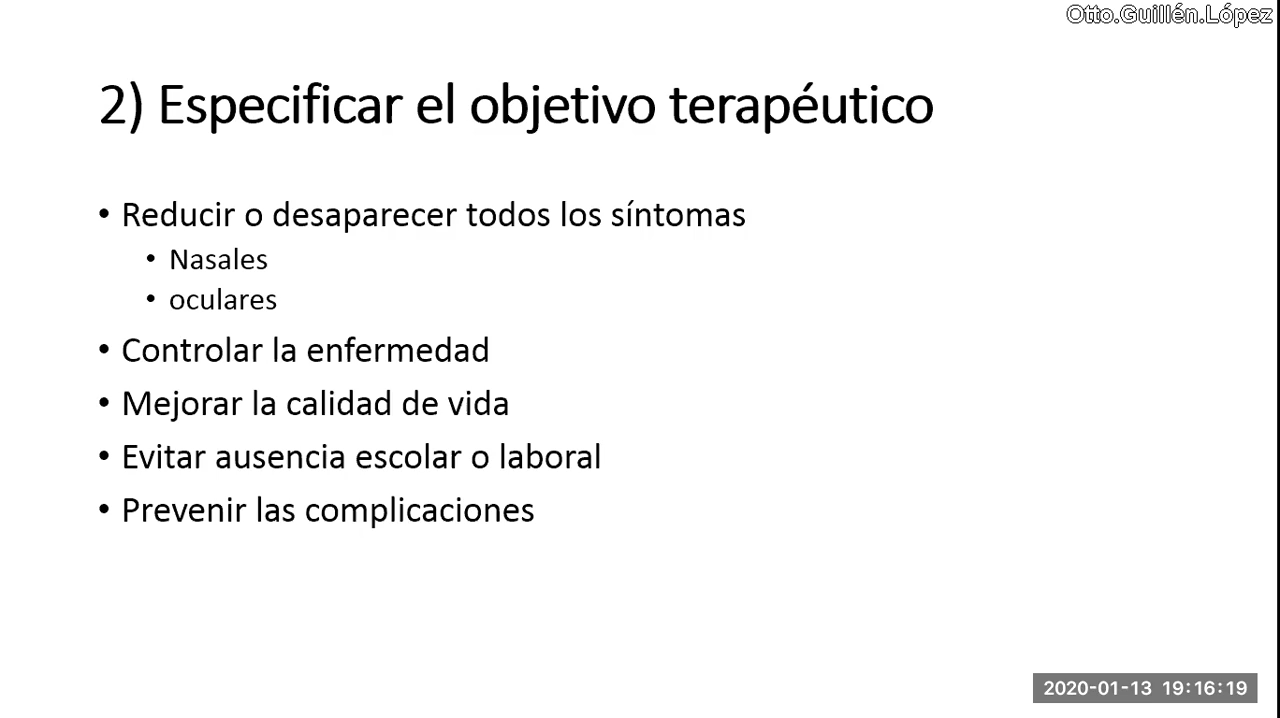 Otto.Guillén.López
2) Especificar el objetivo terapéutico
• Reducir o desaparecer todos los síntomas
• Nasales
• oculares
• Controlar la enfermedad
• Mejorar la calidad de vida
• Evitar ausencia escolar o laboral
• Prevenir las complicaciones
2020-01-13 19:16:19